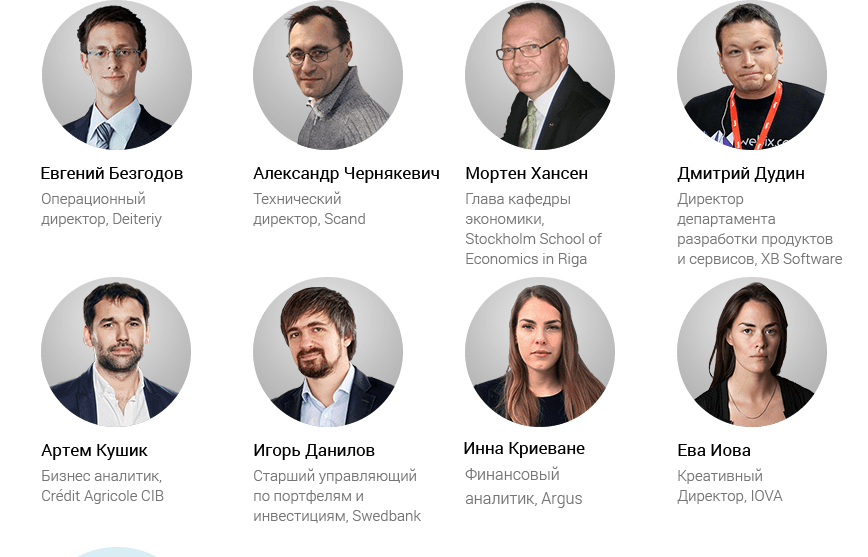 Евгений Безгодов
Операционный
директор, Deiteriy
Александр Чернякевич
Технический
директор, Scand
Мортен Хансен
Глава кафедры
экономики,
Stockholm School of
Economics in Riga
Дмитрий Дудин
Директор
департамента
разработки продуктов
и сервисов, XB Software
Артем Кушик
Бизнес аналитик,
Crédit Agricole CIB
Игорь Данилов
Старший управляющий
по портфелям и
инвестициям, Swedbank
Инна Криеване
Финансовый
аналитик, Argus
Ева Иова
Креативный
Директор, IOVA